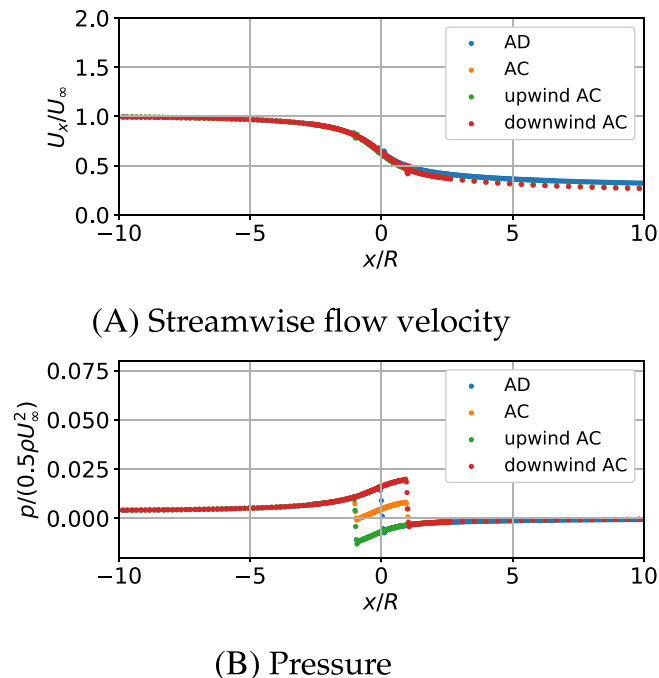 2.0
1.5
1.0
0.5
0.0
U_x/U_∞
AD
AC
upwind AC
downwind AC
−10 −5 0 5 10
x/R
(A) Streamwise flow velocity
0.075
0.050
0.025
0.000
p/(0.5ρU_∞^2)
AD
AC
upwind AC
downwind AC
−10 −5 0 5 10
x/R
(B) Pressure